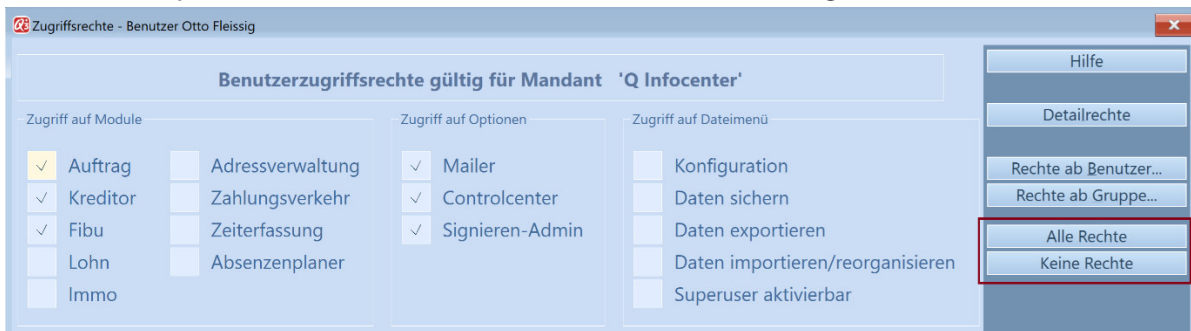 Zugriffsrechte - Benutzer Otto Fleissig
Benutzerzugriffsrechte gültig für Mandant 'Q Infocenter'
Zugriff auf Module
Auftrag
Kreditor
Fibu
Lohn
Immo
Adressverwaltung
Zahlungsverkehr
Zeiterfassung
Absenzenplaner
Zugriff auf Optionen
Mailer
Controlcenter
Signieren-Admin
Zugriff auf Dateimenü
Konfiguration
Daten sichern
Daten exportieren
Daten importieren/reorganisieren
Superuser aktivierbar
Hilfe
Detailrechte
Rechte ab Benutzer...
Rechte ab Gruppe...
Alle Rechte
Keine Rechte